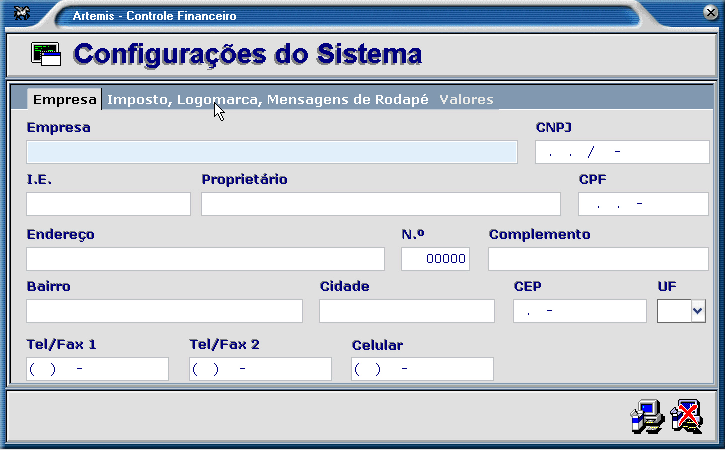 Artemis - Controle Financeiro
Configurações do Sistema
Empresa Imposto, Logomarca, Mensagens de Rodapé Valores
Empresa CNPJ
. . / -
I.E. Proprietário CPF
. . -
Endereço N.º Complemento
00000
Bairro Cidade CEP UF
. -
Tel/Fax 1 Tel/Fax 2 Celular
( ) - ( ) - ( ) -